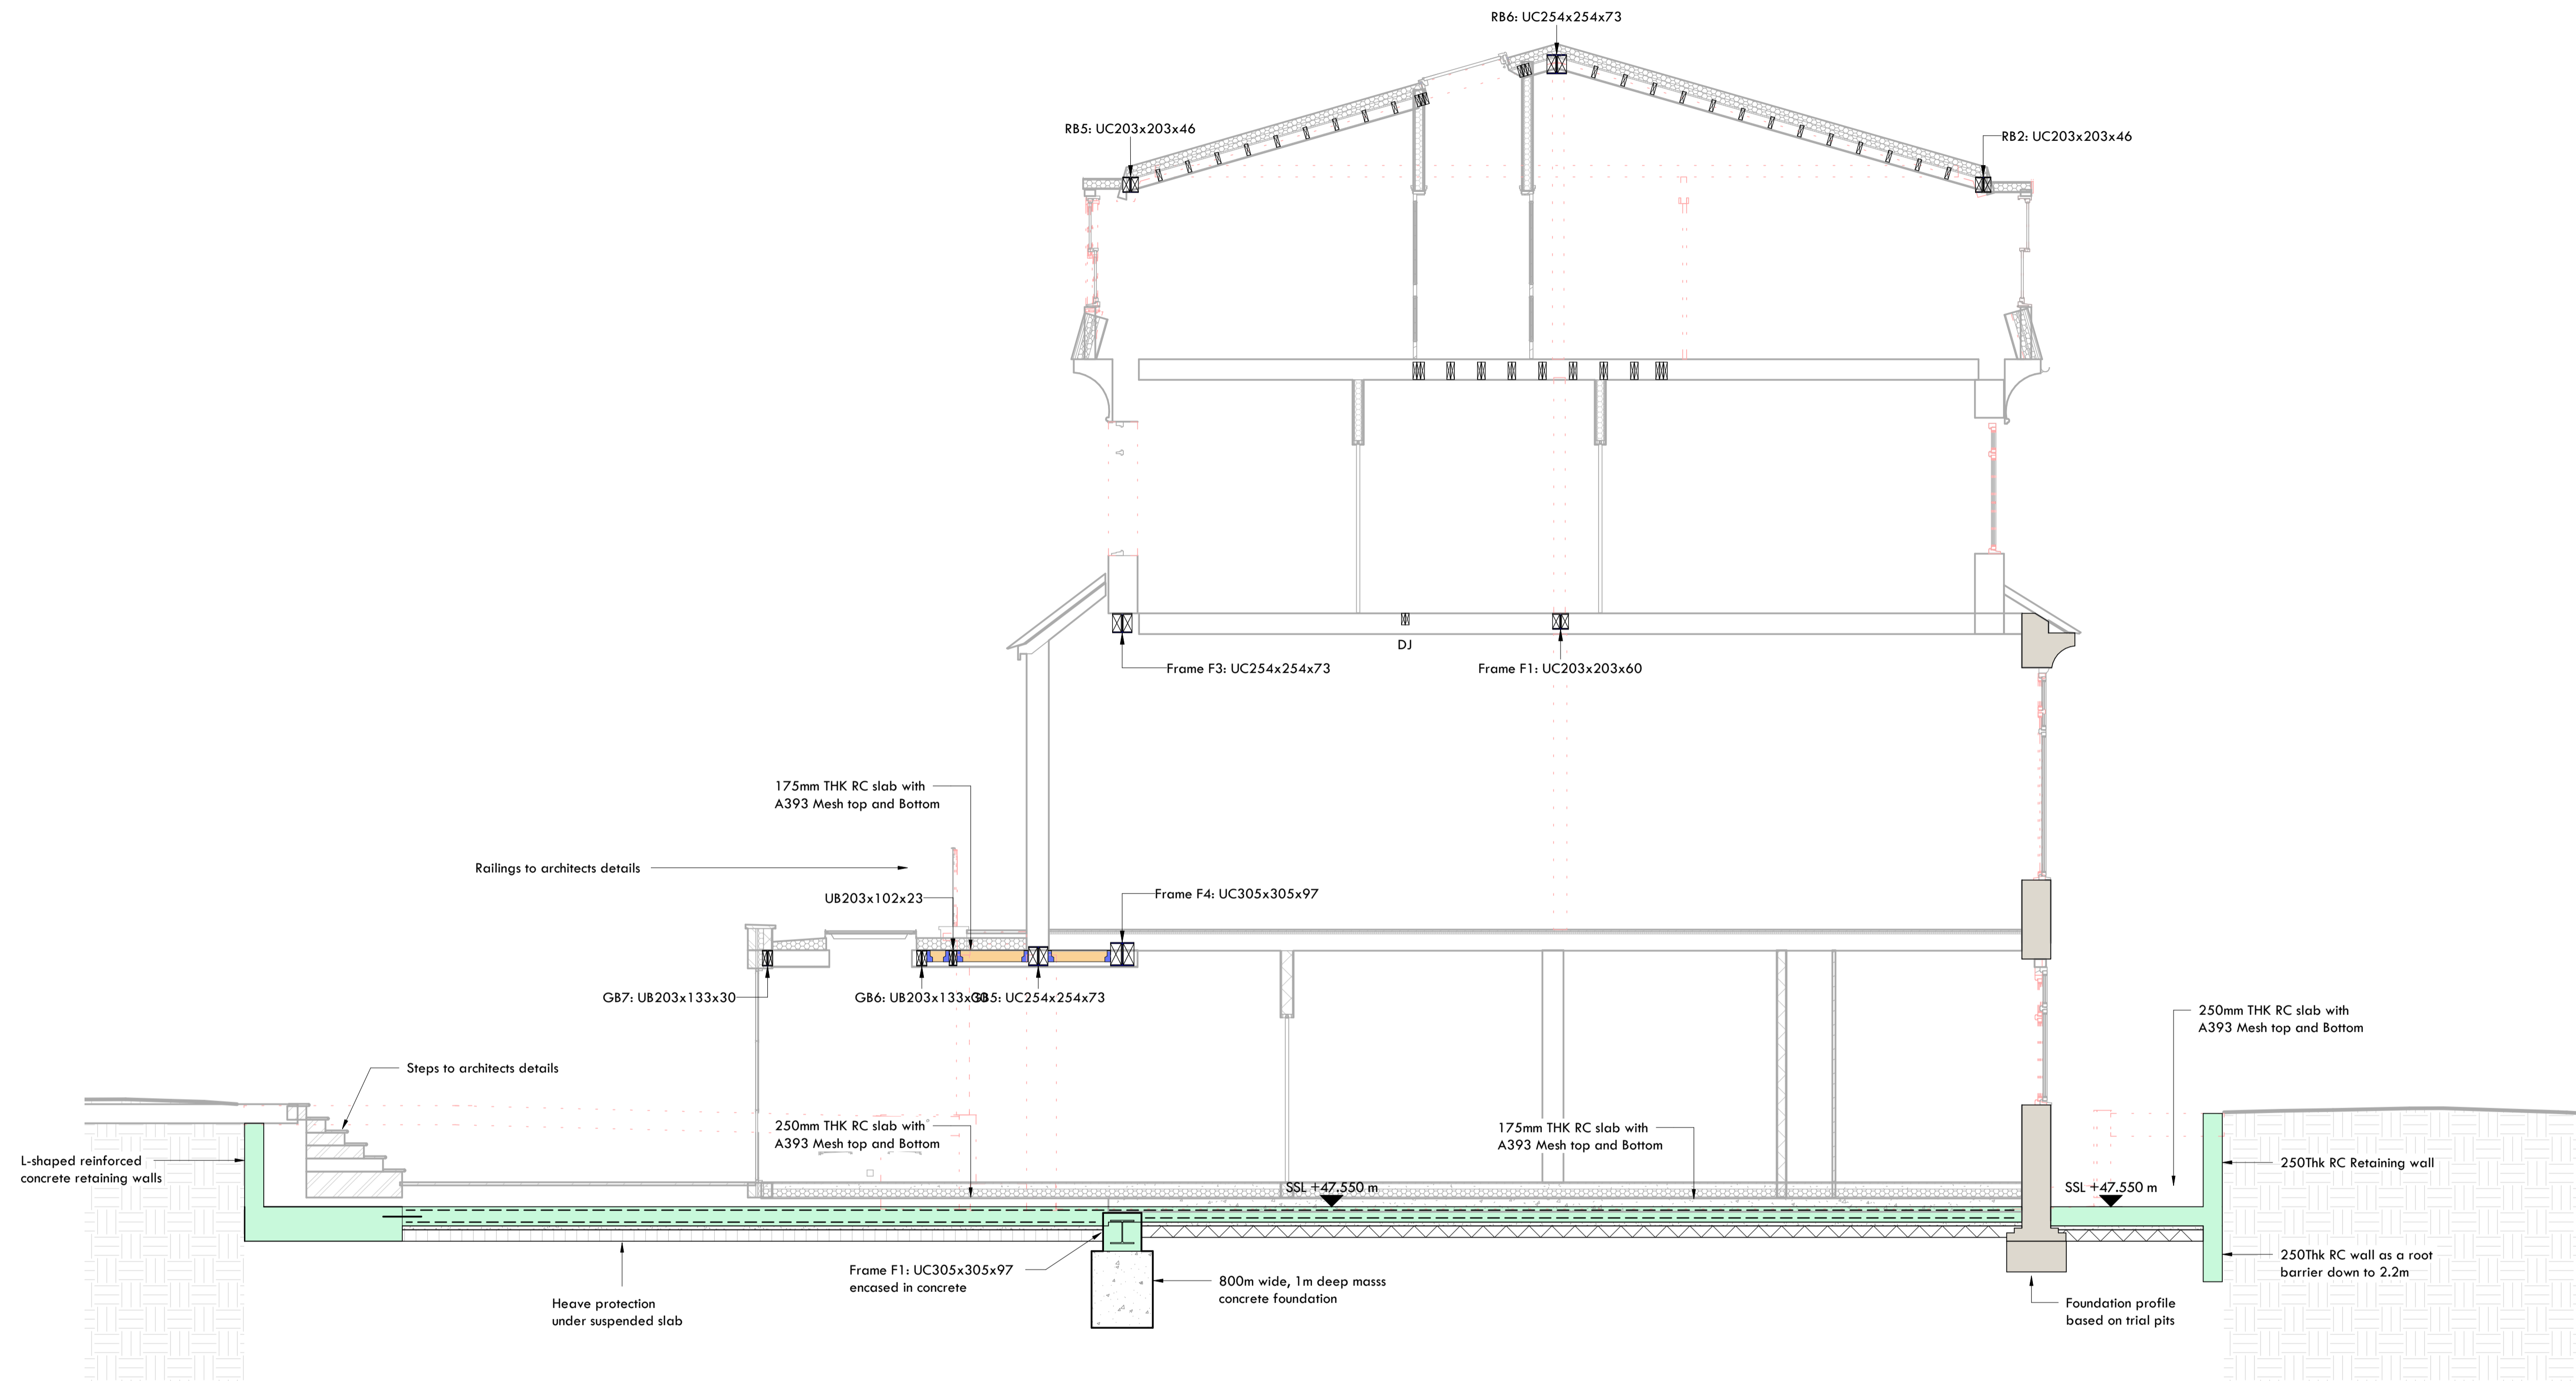 RB6: UC254x254x73
RB5: UC203x203x46
RB2: UC203x203x46
DJ
Frame F3: UC254x254x73
Frame F1: UC203x203x60
175mm THK RC slab with
A393 Mesh top and Bottom
Railings to architects details
UB203x102x23
Frame F4: UC305x305x97
GB7: UB203x133x30
GB6: UB203x133x30
GB5: UC254x254x73
250mm THK RC slab with
A393 Mesh top and Bottom
Steps to architects details
250mm THK RC slab with
A393 Mesh top and Bottom
175mm THK RC slab with
A393 Mesh top and Bottom
L-shaped reinforced
concrete retaining walls
250Thk RC Retaining wall
SSL +47.550 m
SSL +47.550 m
250Thk RC wall as a root
barrier down to 2.2m
Frame F1: UC305x305x97
encased in concrete
800m wide, 1m deep masss
concrete foundation
Heave protection
under suspended slab
Foundation profile
based on trial pits